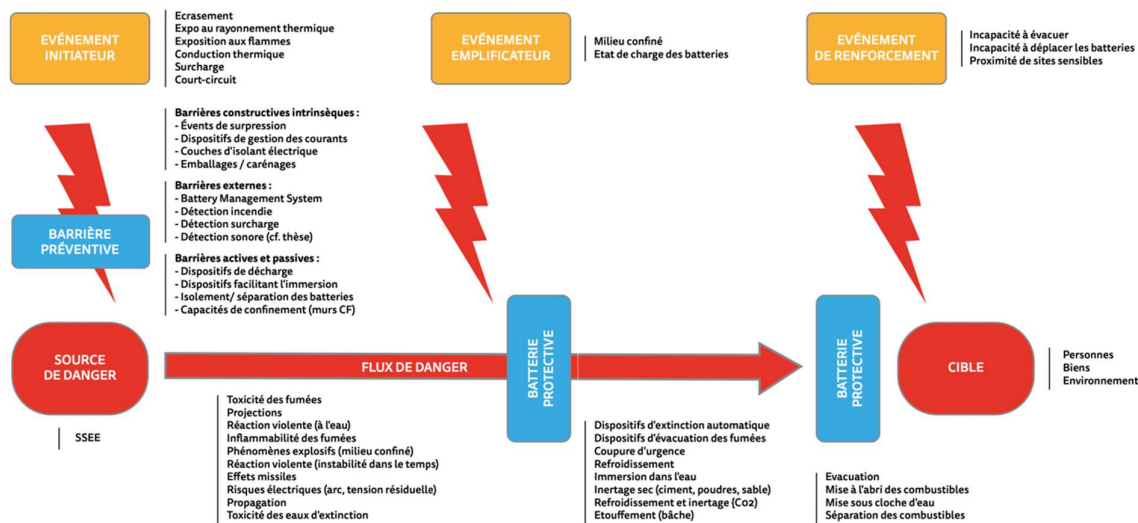 EVÉNEMENT
INITIATEUR
Ecrasement
Expo au rayonnement thermique
Exposition aux flammes
Conduction thermique
Surcharge
Court-circuit
EVÉNEMENT
EMPLIFICATEUR
Milieu confiné
Etat de charge des batteries
EVÉNEMENT
DE RENFORCEMENT
Incapacité à évacuer
Incapacité à déplacer les batteries
Proximité de sites sensibles
Barrières constructives intrinsèques :
- Évents de surpression
- Dispositifs de gestion des courants
- Couches d'isolant électrique
- Emballages / carénages
Barrières externes :
- Battery Management System
- Détection incendie
- Détection surcharge
- Détection sonore (cf. thèse)
BARRIÈRE
PRÉVENTIVE
Barrières actives et passives :
- Dispositifs de décharge
- Dispositifs facilitant l'immersion
- Isolement/ séparation des batteries
- Capacités de confinement (murs CF)
SOURCE
DE DANGER
SSEE
FLUX DE DANGER
Toxicité des fumées
Projections
Réaction violente (à l'eau)
Inflammabilité des fumées
Phénomènes explosifs (milieu confiné)
Réaction violente (instabilité dans le temps)
Effets missiles
Risques électriques (arc, tension résiduelle)
Propagation
Toxicité des eaux d'extinction
BATTERIE
PROTECTIVE
Dispositifs d'extinction automatique
Dispositifs d'évacuation des fumées
Coupure d'urgence
Refroidissement
Immersion dans l'eau
Inertage sec (ciment, poudres, sable)
Refroidissement et inertage (C02)
Etouffement (bâche)
BATTERIE
PROTECTIVE
Evacuation
Mise à l'abri des combustibles
Mise sous cloche d'eau
Séparation des combustibles
CIBLE
Personnes
Biens
Environnement